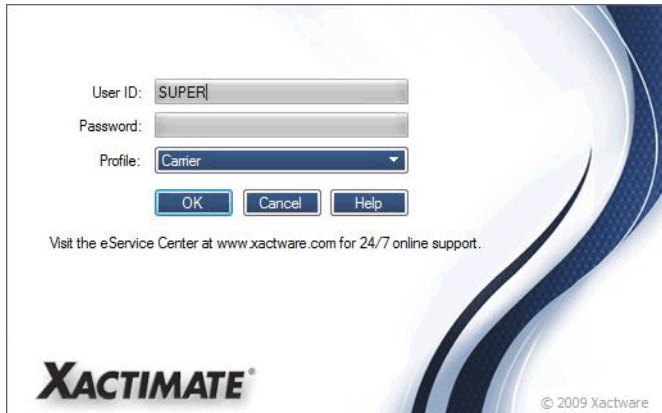 User ID: SUPER
Password:
Profile: Carrier
OK Cancel Help
Visit the eService Center at www.xactware.com for 24/7 online support.
XACTIMATE®
© 2009 Xactware